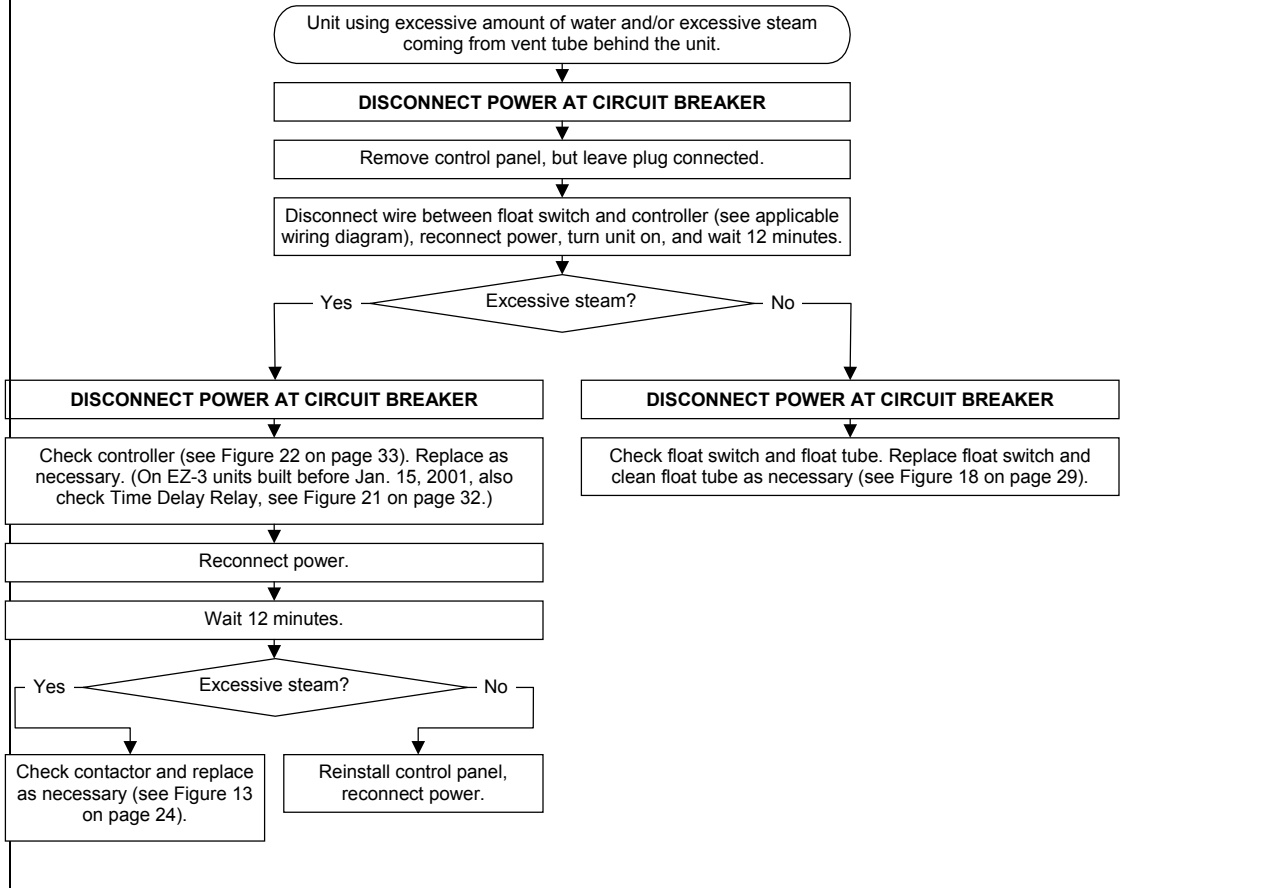 Unit using excessive amount of water and/or excessive steam
coming from vent tube behind the unit.
DISCONNECT POWER AT CIRCUIT BREAKER
Remove control panel, but leave plug connected.
Disconnect wire between float switch and controller (see applicable
wiring diagram), reconnect power, turn unit on, and wait 12 minutes.
Yes
Excessive steam?
No
DISCONNECT POWER AT CIRCUIT BREAKER
Check controller (see Figure 22 on page 33). Replace as
necessary. (On EZ-3 units built before Jan. 15, 2001, also
check Time Delay Relay, see Figure 21 on page 32.)
Reconnect power.
Wait 12 minutes.
Yes
Excessive steam?
No
Check contactor and replace
as necessary (see Figure 13
on page 24).
Reinstall control panel,
reconnect power.
DISCONNECT POWER AT CIRCUIT BREAKER
Check float switch and float tube. Replace float switch and
clean float tube as necessary (see Figure 18 on page 29).